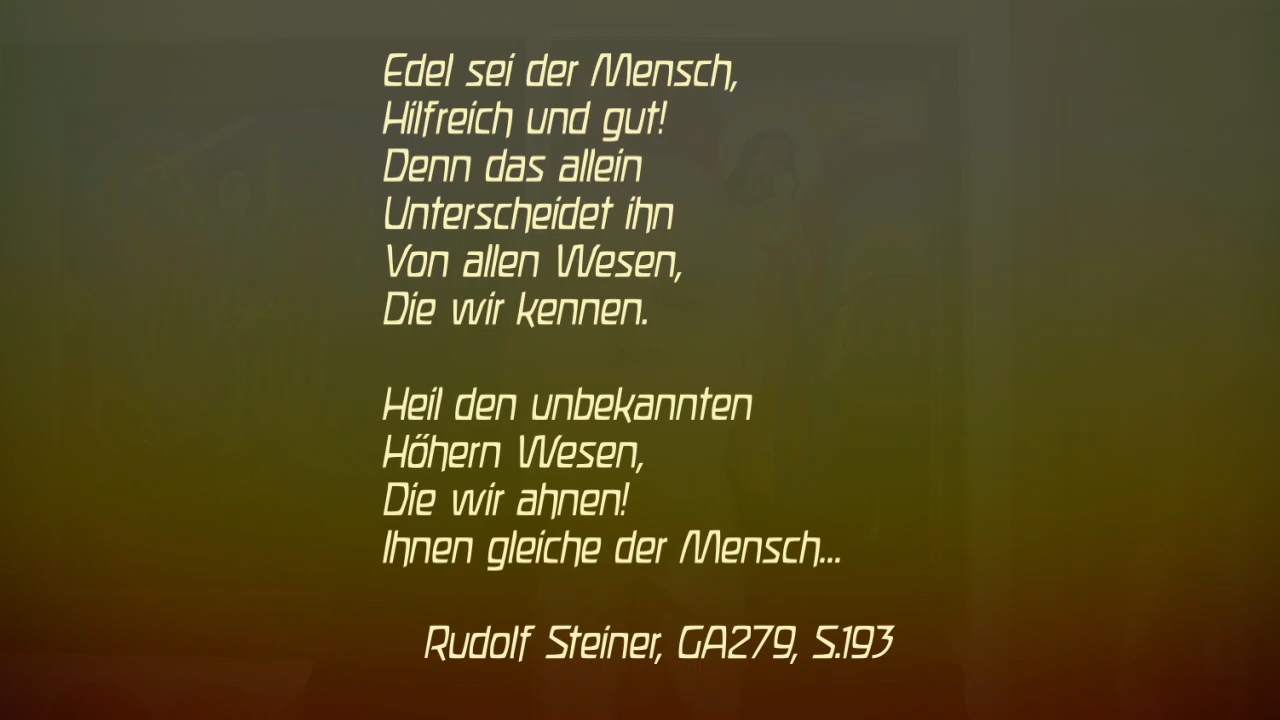 Edel sei der Mensch,
Hilfreich und gut!
Denn das allein
Unterscheidet ihn
Von allen Wesen,
Die wir kennen.
Heil den unbekannten
Höhern Wesen,
Die wir ahnen!
Ihnen gleiche der Mensch...
Rudolf Steiner, GA279, S.193